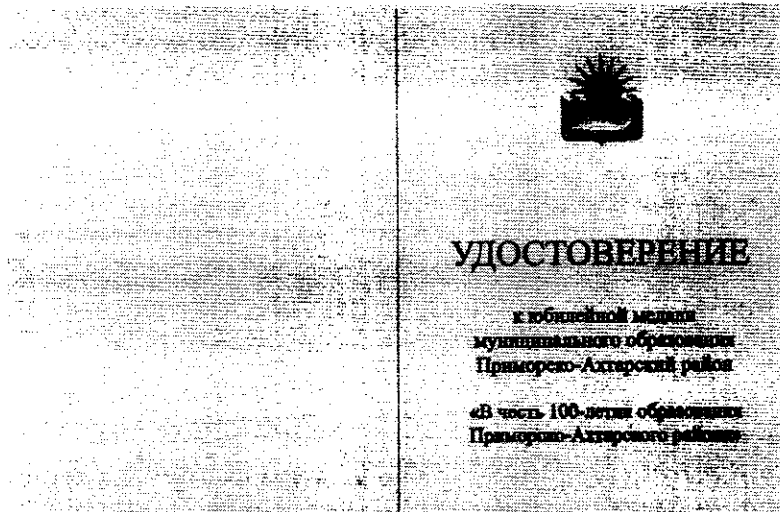 УДОСТОВЕРЕНИЕ
к юбилейной медали
муниципального образования
Приморско-Ахтарский район
«В честь 100-летия образования
Приморско-Ахтарского района»